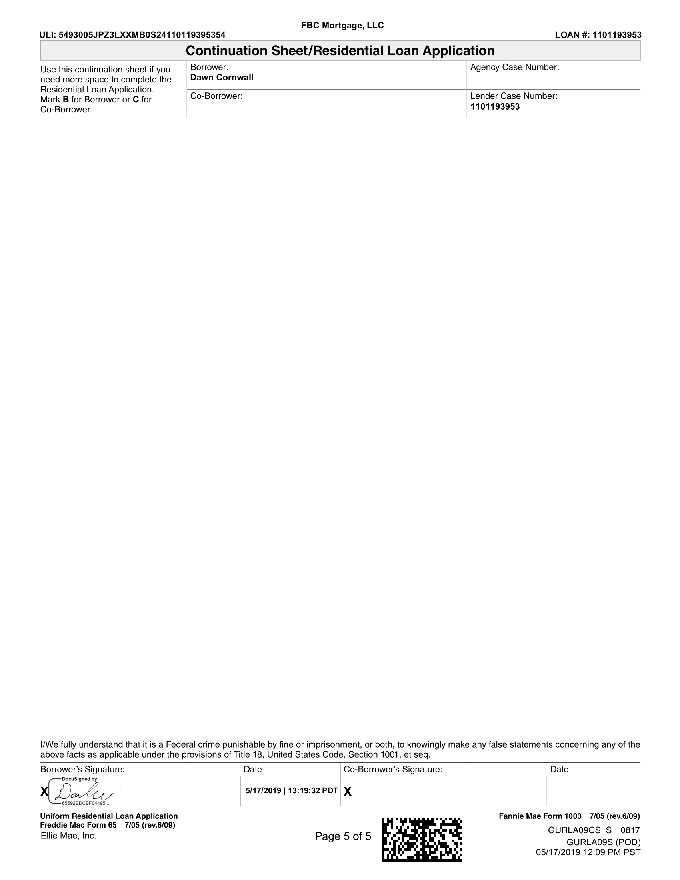 FBC Mortgage, LLC
ULI: 5493005JPZ3LXXMB0S24110119395354 LOAN #: 1101193953
Continuation Sheet/Residential Loan Application
Use this continuation sheet if you
need more space to complete the
Residential Loan Application.
Mark B for Borrower or C for
Co-Borrower.
Borrower:
Dawn Cornwall
Agency Case Number:
Co-Borrower:
Lender Case Number:
1101193953
I/We fully understand that it is a Federal crime punishable by fine or imprisonment, or both, to knowingly make any false statements concerning any of the
above facts as applicable under the provisions of Title 18, United States Code, Section 1001, et seq.
Borrower's Signature: Date Co-Borrower's Signature: Date
DocuSigned by:
X 5/17/2019 | 13:19:32 PDT X
Uniform Residential Loan Application
Freddie Mac Form 65 7/05 (rev.6/09)
Ellie Mae, Inc.
Page 5 of 5
Fannie Mae Form 1003 7/05 (rev.6/09)
GURLA09CS_S 0817
GURLA09S (POD)
05/17/2019 12:09 PM PST